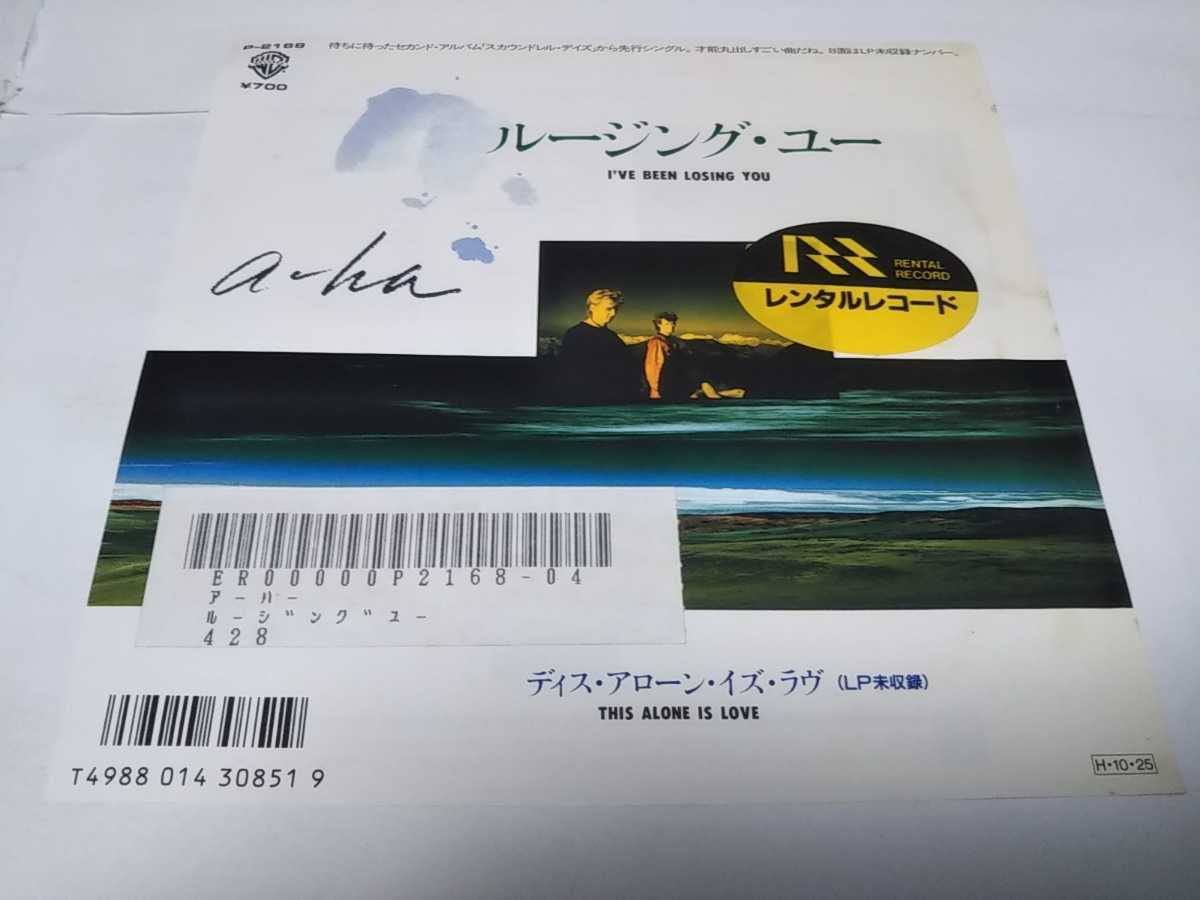 P-2168
待ちに待ったセカンド・アルバム「スカウンドレル・デイズ」から先行シングル。才能丸出しすごい曲だね。B面はLP未収録ナンバー。
¥700
ルージング・ユー
I'VE BEEN LOSING YOU
a-ha
RENTAL
RECORD
レンタルレコード
ER00000P2168-04
アーハー
ルージングユー
428
ディス・アローン・イズ・ラヴ (LP未収録)
THIS ALONE IS LOVE
T4988 014 30851 9
H・10・25